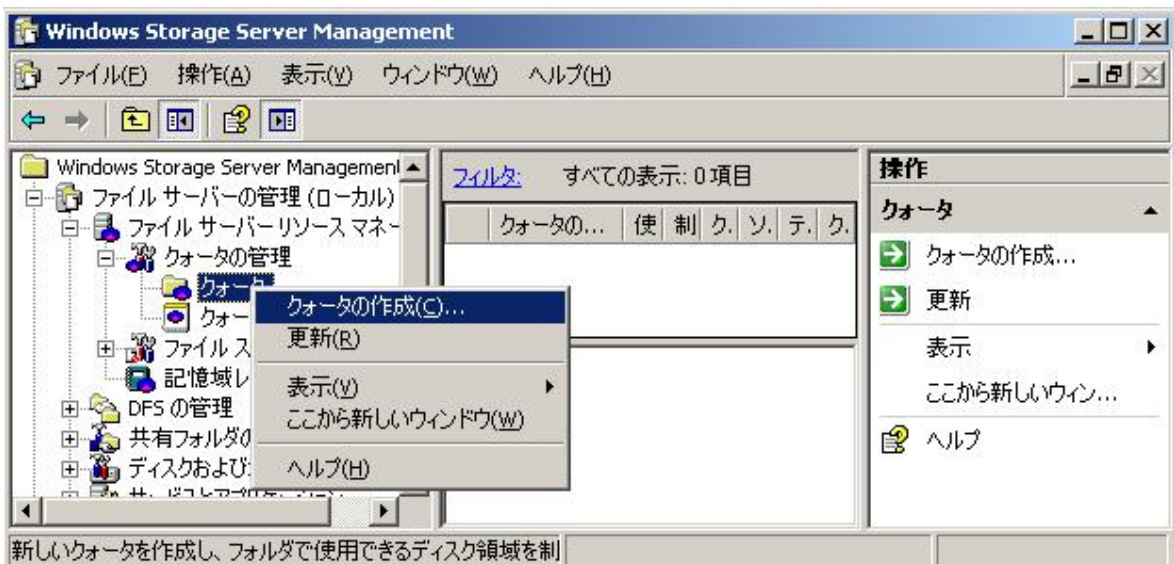 Windows Storage Server Management
ファイル(F) 操作(A) 表示(V) ウィンドウ(W) ヘルプ(H)
Windows Storage Server Management
ファイル サーバーの管理 (ローカル)
ファイル サーバー リソース マネー
クォータの管理
クォータ
クォー
ファイル ス
記憶域レ
DFS の管理
共有フォルダの
ディスクおよび
クォータの作成(C)...
更新(R)
表示(V)
ここから新しいウィンドウ(W)
ヘルプ(H)
フィルタ: すべての表示: 0 項目
クォータの... 使 制 ク. ソ. テ. ク.
操作
クォータ
クォータの作成...
更新
表示
ここから新しいウィン...
ヘルプ
新しいクォータを作成し、フォルダで使用できるディスク領域を制